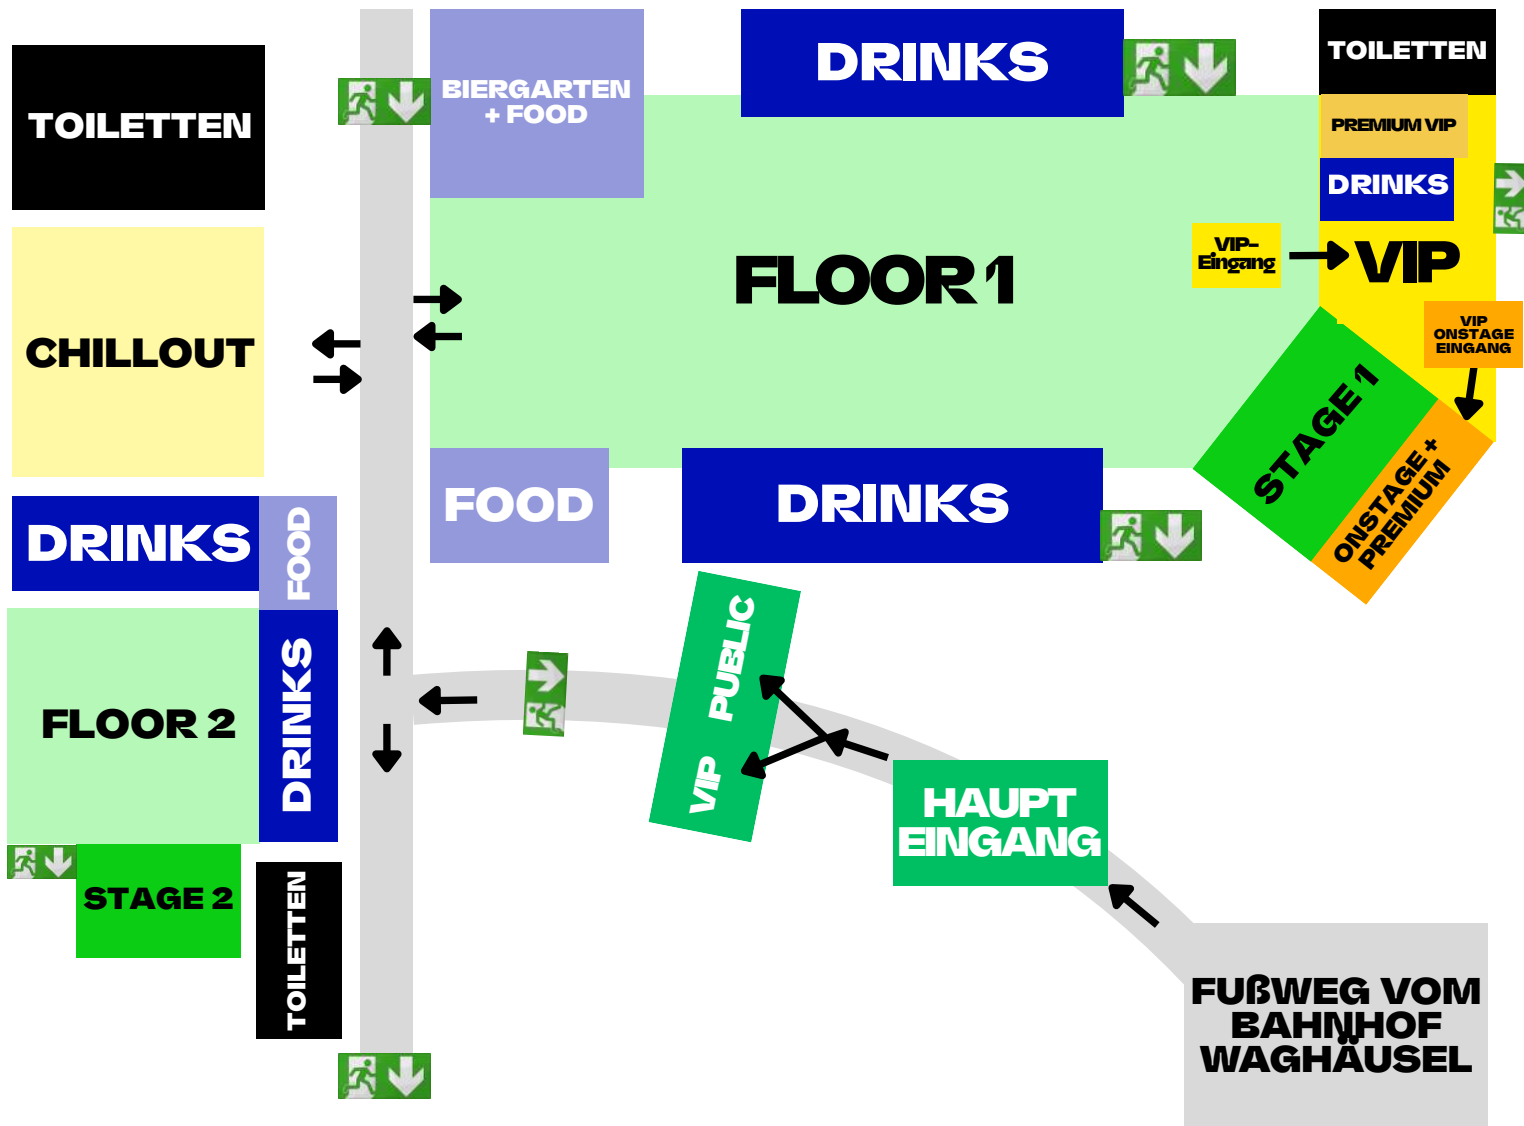 TOILETTEN
BIERGARTEN
+ FOOD
DRINKS
TOILETTEN
PREMIUM VIP
DRINKS
VIP-
Eingang
VIP
CHILLOUT
FLOOR 1
VIP
ONSTAGE
EINGANG
STAGE 1
ONSTAGE +
PREMIUM
DRINKS
FOOD
FOOD
DRINKS
FLOOR 2
DRINKS
PUBLIC
VIP
HAUPT
EINGANG
STAGE 2
TOILETTEN
FUßWEG VOM
BAHNHOF
WAGHÄUSEL